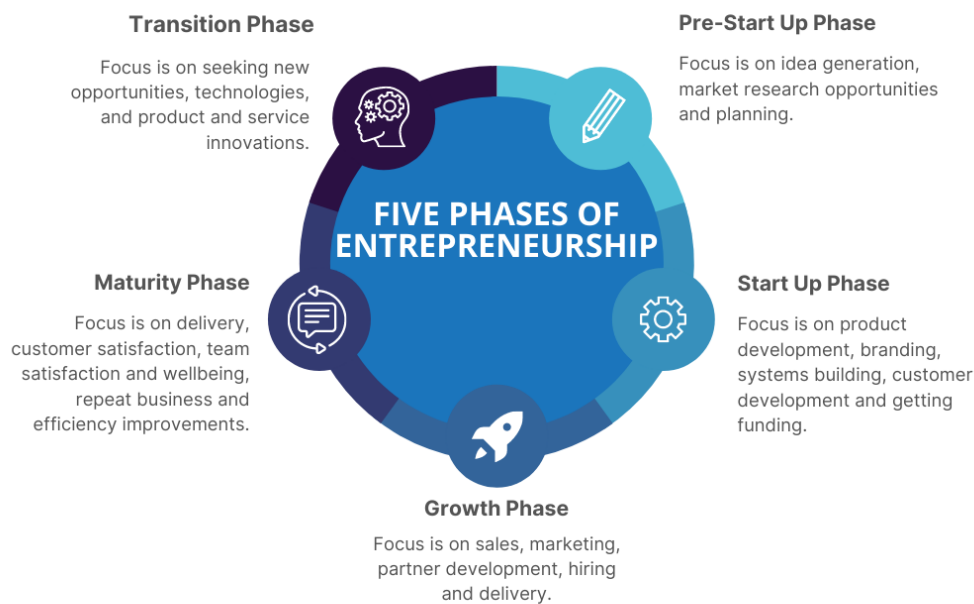 Transition Phase
Focus is on seeking new
opportunities, technologies,
and product and service
innovations.
Pre-Start Up Phase
Focus is on idea generation,
market research opportunities
and planning.
FIVE PHASES OF
ENTREPRENEURSHIP
Maturity Phase
Focus is on delivery,
customer satisfaction, team
satisfaction and wellbeing,
repeat business and
efficiency improvements.
Start Up Phase
Focus is on product
development, branding,
systems building, customer
development and getting
funding.
Growth Phase
Focus is on sales, marketing,
partner development, hiring
and delivery.